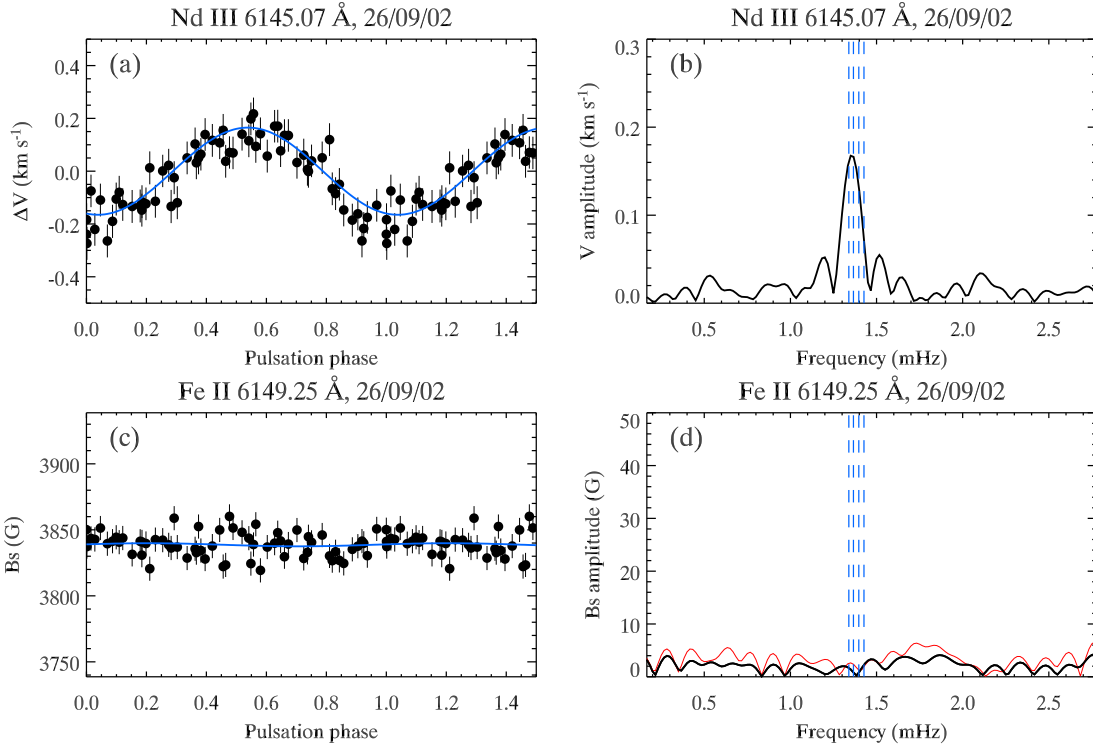 Nd III 6145.07 Å, 26/09/02
(a)
0.4
0.2
0.0
-0.2
-0.4
ΔV (km s-1)
0.0 0.2 0.4 0.6 0.8 1.0 1.2 1.4
Pulsation phase
Nd III 6145.07 Å, 26/09/02
(b)
0.3
0.2
0.1
0.0
V amplitude (km s-1)
0.5 1.0 1.5 2.0 2.5
Frequency (mHz)
Fe II 6149.25 Å, 26/09/02
(c)
3900
3850
3800
3750
Bs (G)
0.0 0.2 0.4 0.6 0.8 1.0 1.2 1.4
Pulsation phase
Fe II 6149.25 Å, 26/09/02
(d)
50
40
30
20
10
0
Bs amplitude (G)
0.5 1.0 1.5 2.0 2.5
Frequency (mHz)